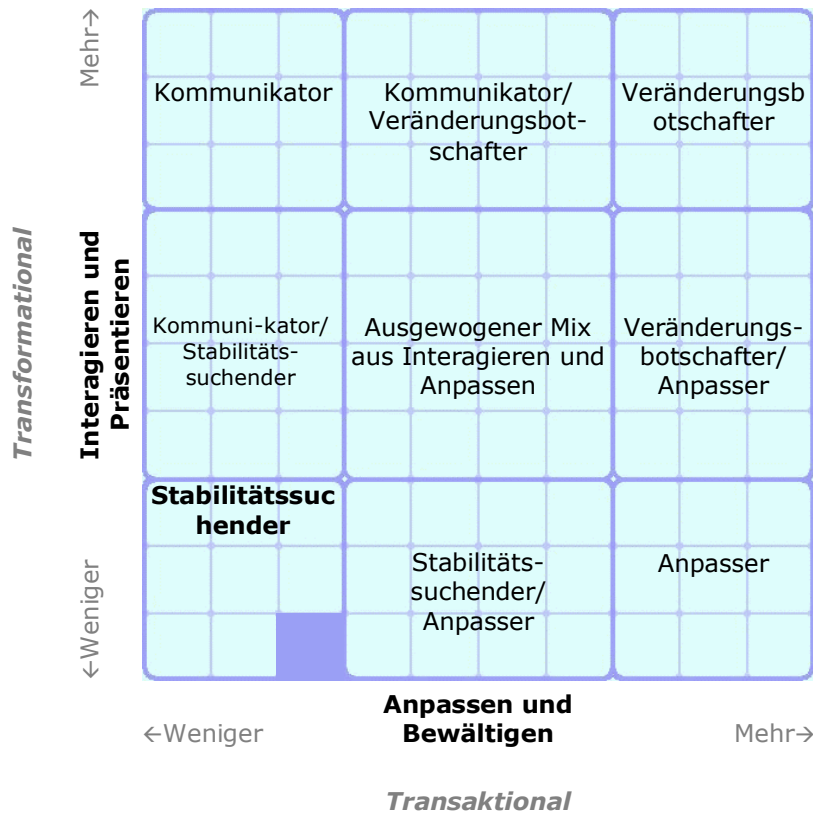 Mehr→
Kommunikator
Kommunikator/
Veränderungsbot-
schafter
Veränderungsb
otschafter
Transformational
Interagieren und
Präsentieren
Kommuni-kator/
Stabilitäts-
suchender
Ausgewogener Mix
aus Interagieren und
Anpassen
Veränderungs-
botschafter/
Anpasser
←Weniger
Stabilitätssuc
hender
Stabilitäts-
suchender/
Anpasser
Anpasser
←Weniger
Anpassen und
Bewältigen
Mehr→
Transaktional